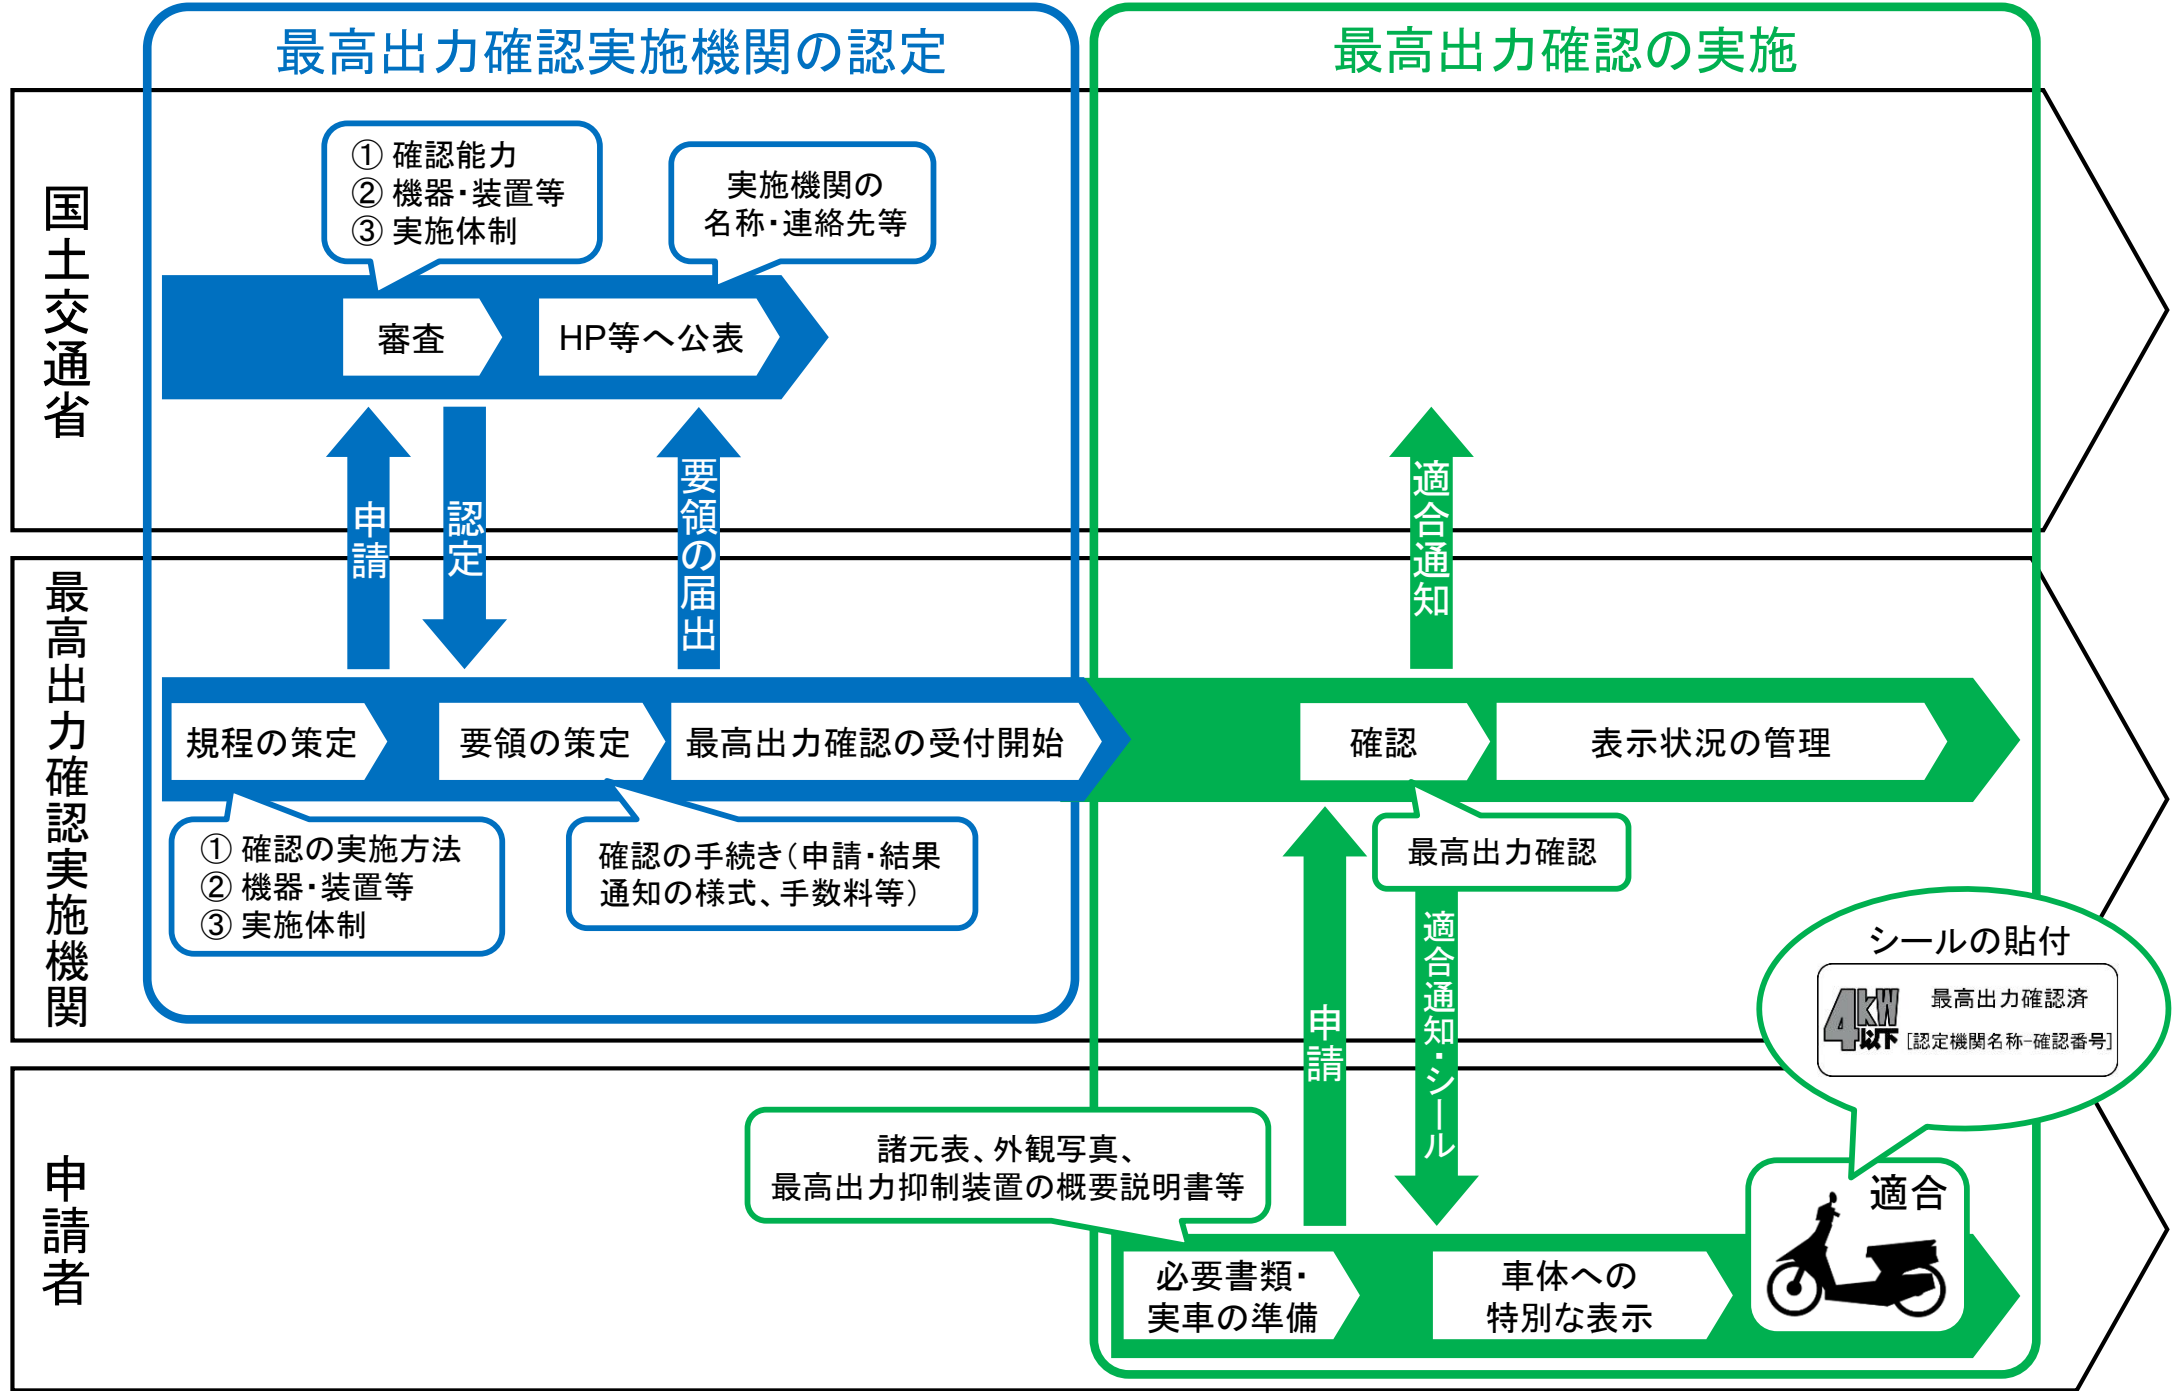 最高出力確認実施機関の認定
最高出力確認の実施
国土交通省
① 確認能力
② 機器・装置等
③ 実施体制
実施機関の
名称・連絡先等
審査
HP等へ公表
申請
認定
要領の届出
適合通知
最高出力確認実施機関
規程の策定
要領の策定
最高出力確認の受付開始
確認
表示状況の管理
① 確認の実施方法
② 機器・装置等
③ 実施体制
確認の手続き（申請・結果
通知の様式、手数料等）
最高出力確認
申請
適合通知・シール
シールの貼付
4kW
以下
最高出力確認済
[認定機関名称-確認番号]
申請者
諸元表、外観写真、
最高出力抑制装置の概要説明書等
必要書類・
実車の準備
車体への
特別な表示
適合